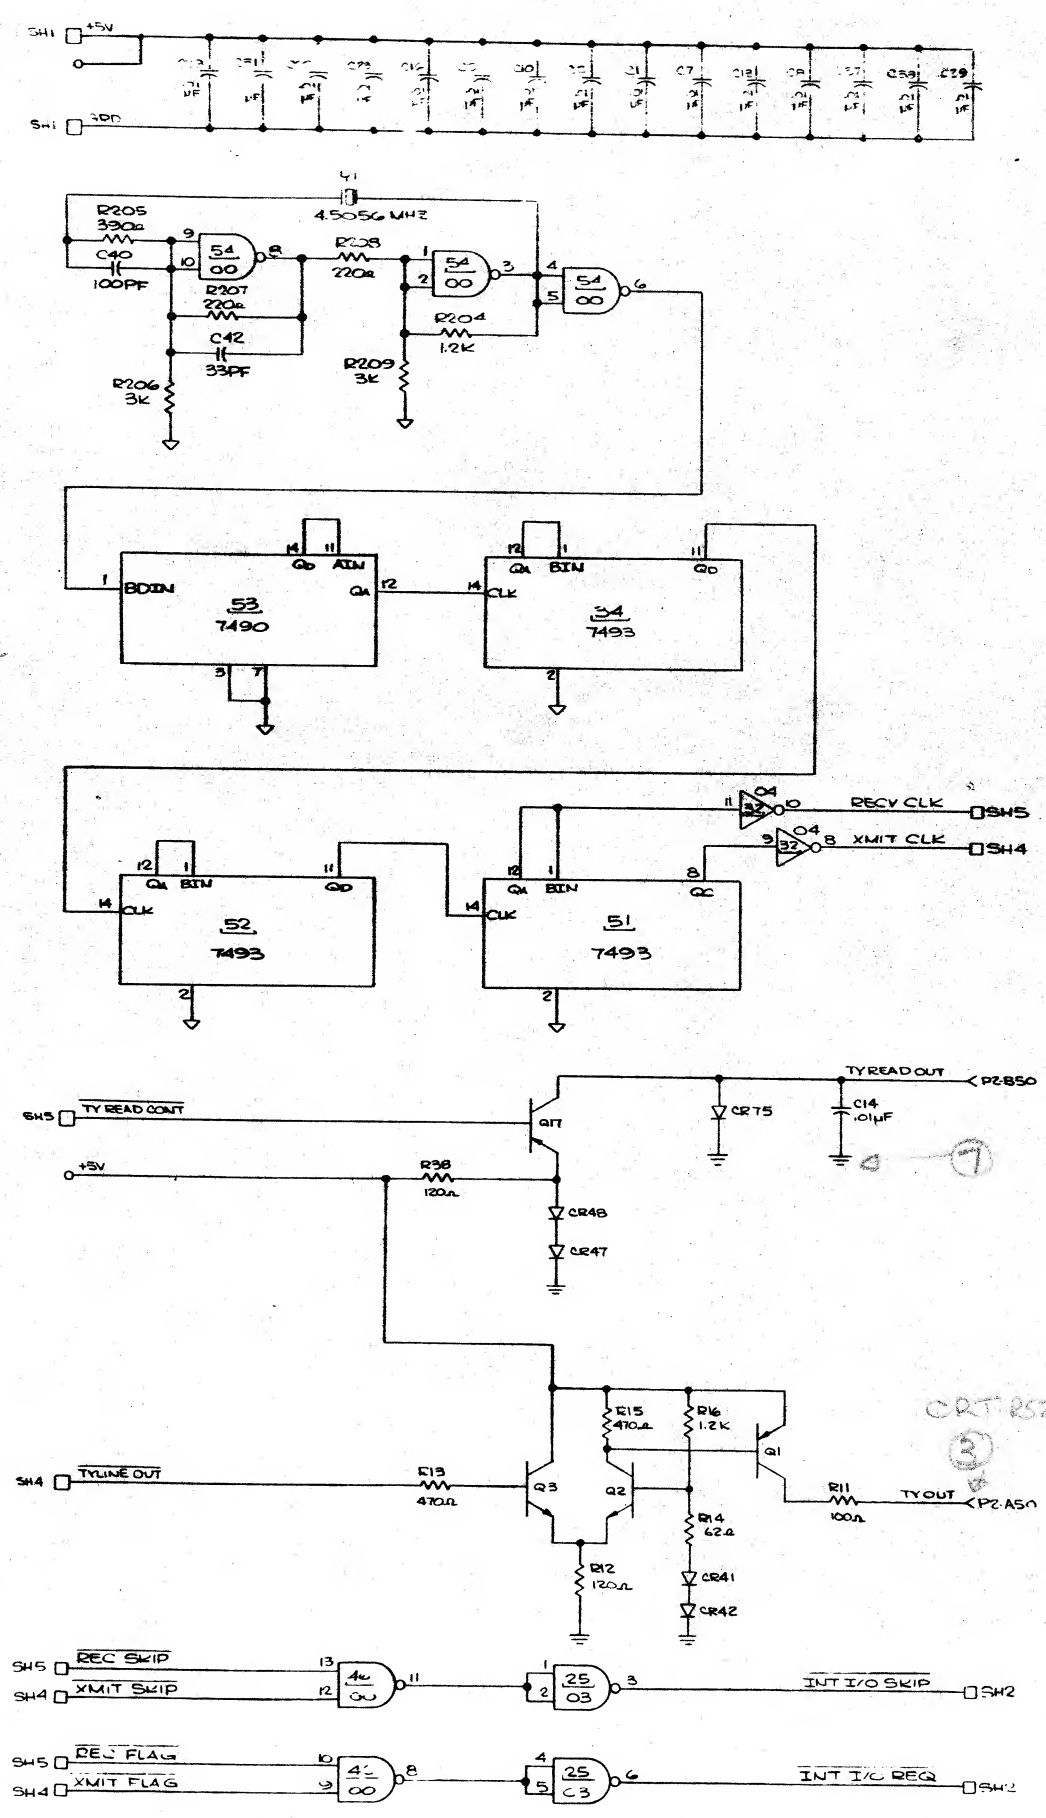 SH1 +5V
C7
C12
C29
SH1
Y1
4.5056 MHZ
R205
390Ω
C40
100PF
9
10
54
00
8
R207
220Ω
C42
33PF
R206
3K
R208
220Ω
1
2
54
00
3
R204
1.2K
R209
3K
4
5
54
00
6
14 11
QD AIN
1 BDIN
QA 12
53
7490
3 7
12 1 11
QA BIN QD
14 CLK
34
7493
2
11 32 04 10 RECV CLK SH5
9 32 04 8 XMIT CLK SH4
12 1 11
QA BIN QD
14 CLK
52
7493
2
12 1 8
QA BIN QC
14 CLK
51
7493
2
TY READ OUT P2-B50
SH5 TY READ CONT
Q17
CR75
C14
.01µF
7
+5V
R38
120Ω
CR48
CR47
CRT
3
R15
470Ω
R16
1.2K
Q1
SH4 TYLINE OUT
R13
470Ω
Q3
Q2
R11
100Ω
TY OUT P2-A50
R14
62Ω
R12
120Ω
CR41
CR42
SH5 REC SKIP 13
SH4 XMIT SKIP 12
11
1
2
25
03
3
INT I/O SKIP SH2
SH5 REC FLAG 10
SH4 XMIT FLAG 9
00
8
4
5
25
6
INT I/O REQ SH2